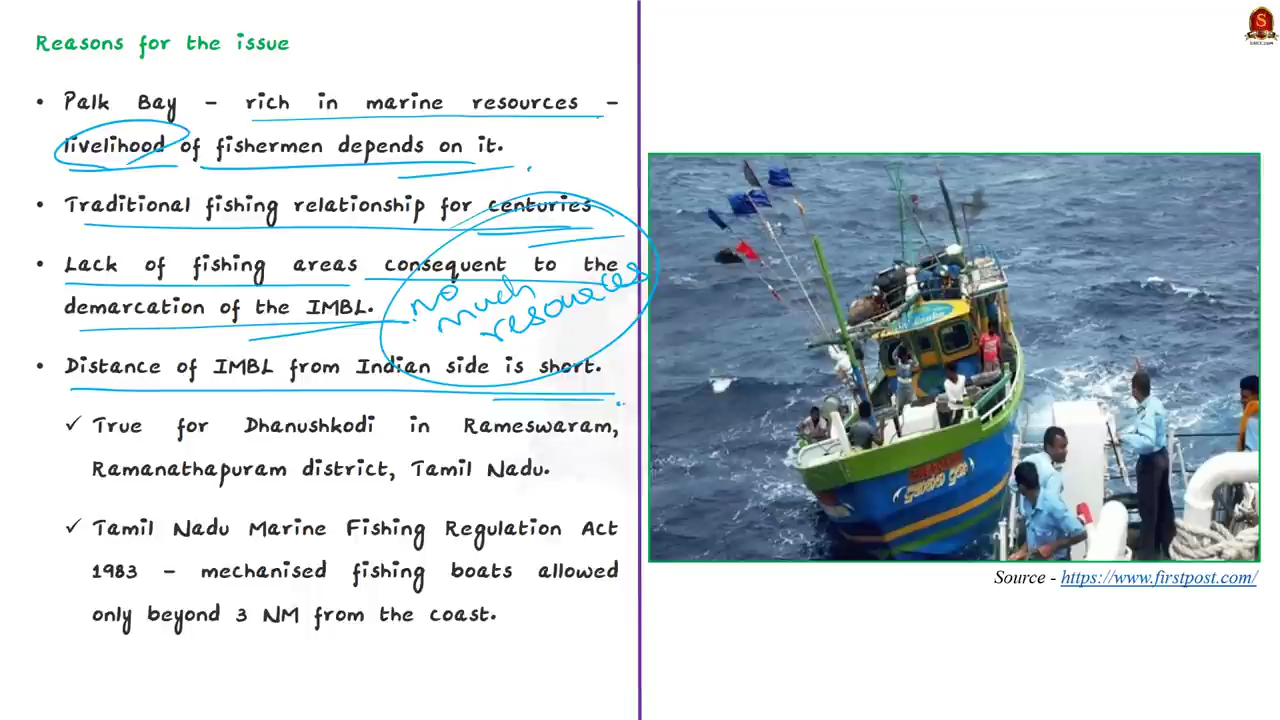 Reasons for the issue
• Palk Bay – rich in marine resources –
livelihood of fishermen depends on it.
• Traditional fishing relationship for centuries
• Lack of fishing areas consequent to the
demarcation of the IMBL.
no
much
resources
• Distance of IMBL from Indian side is short.
✓ True for Dhanushkodi in Rameswaram,
Ramanathapuram district, Tamil Nadu.
✓ Tamil Nadu Marine Fishing Regulation Act
1983 – mechanised fishing boats allowed
only beyond 3 NM from the coast.
S
Source - https://www.firstpost.com/